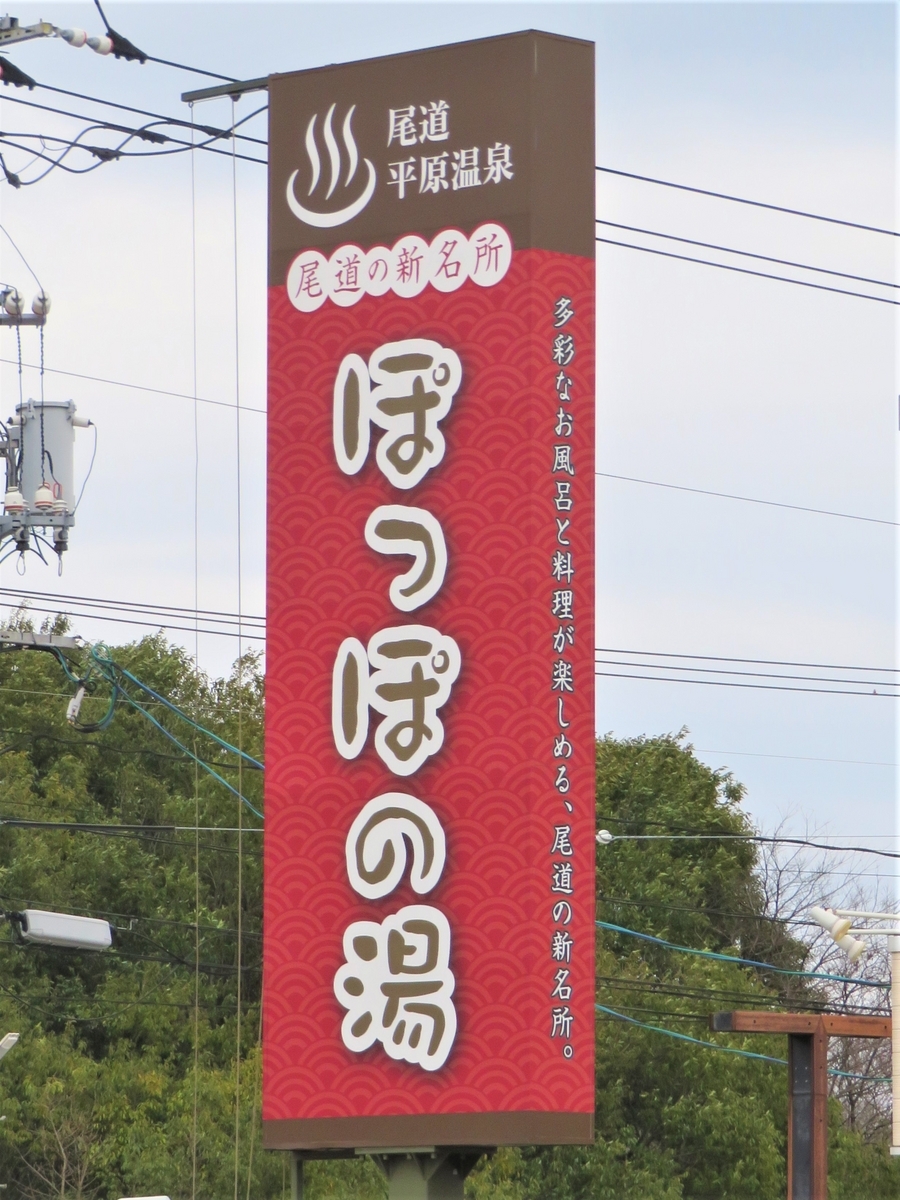 尾道
平原温泉
尾道の新名所
ぽっぽの湯
多彩なお風呂と料理が楽しめる、尾道の新名所。